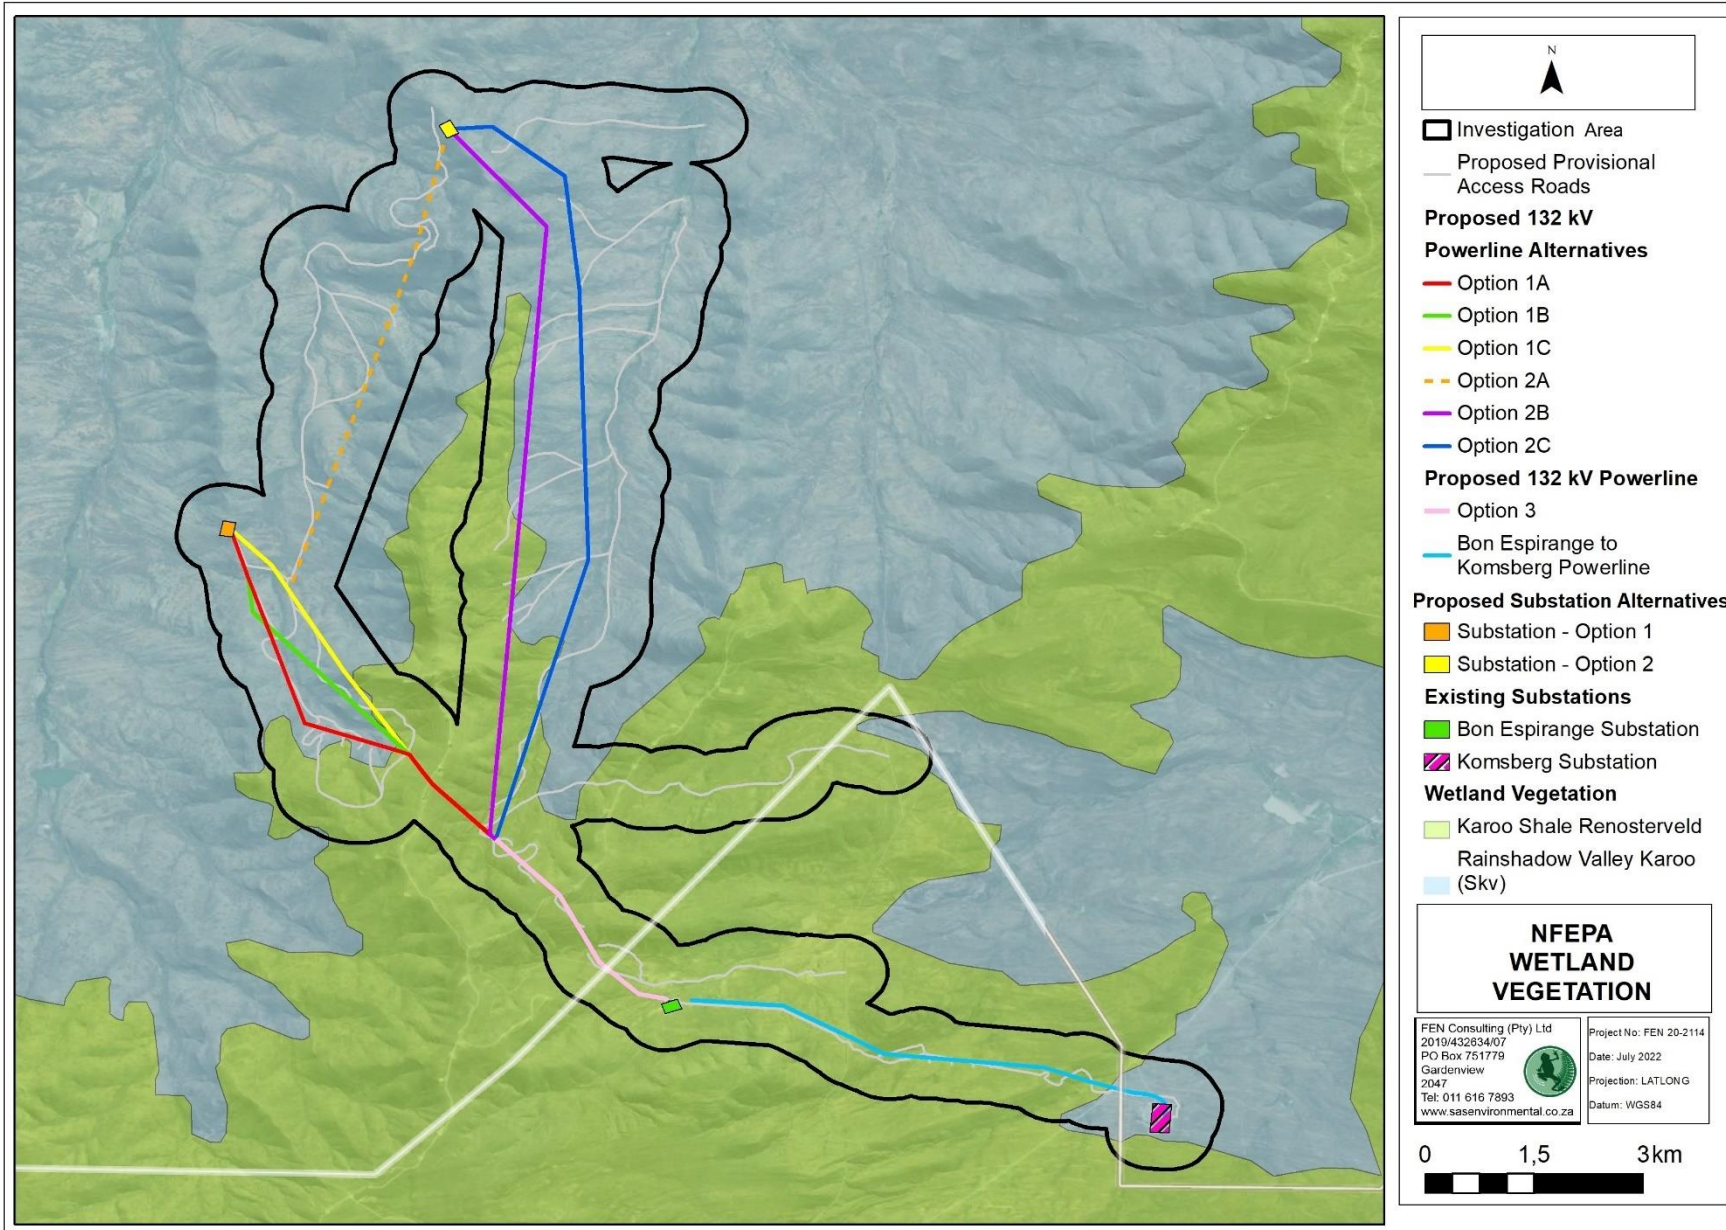 N
Investigation Area
Proposed Provisional
Access Roads
Proposed 132 kV
Powerline Alternatives
Option 1A
Option 1B
Option 1C
Option 2A
Option 2B
Option 2C
Proposed 132 kV Powerline
Option 3
Bon Espirange to
Komsberg Powerline
Proposed Substation Alternatives
Substation - Option 1
Substation - Option 2
Existing Substations
Bon Espirange Substation
Komsberg Substation
Wetland Vegetation
Karoo Shale Renosterveld
Rainshadow Valley Karoo
(Skv)
NFEPA
WETLAND
VEGETATION
FEN Consulting (Pty) Ltd
2019/432634/07
PO Box 751779
Gardenview
2047
Tel: 011 616 7893
www.sasenvironmental.co.za
Project No: FEN 20-2114
Date: July 2022
Projection: LATLONG
Datum: WGS84
0 1,5 3km